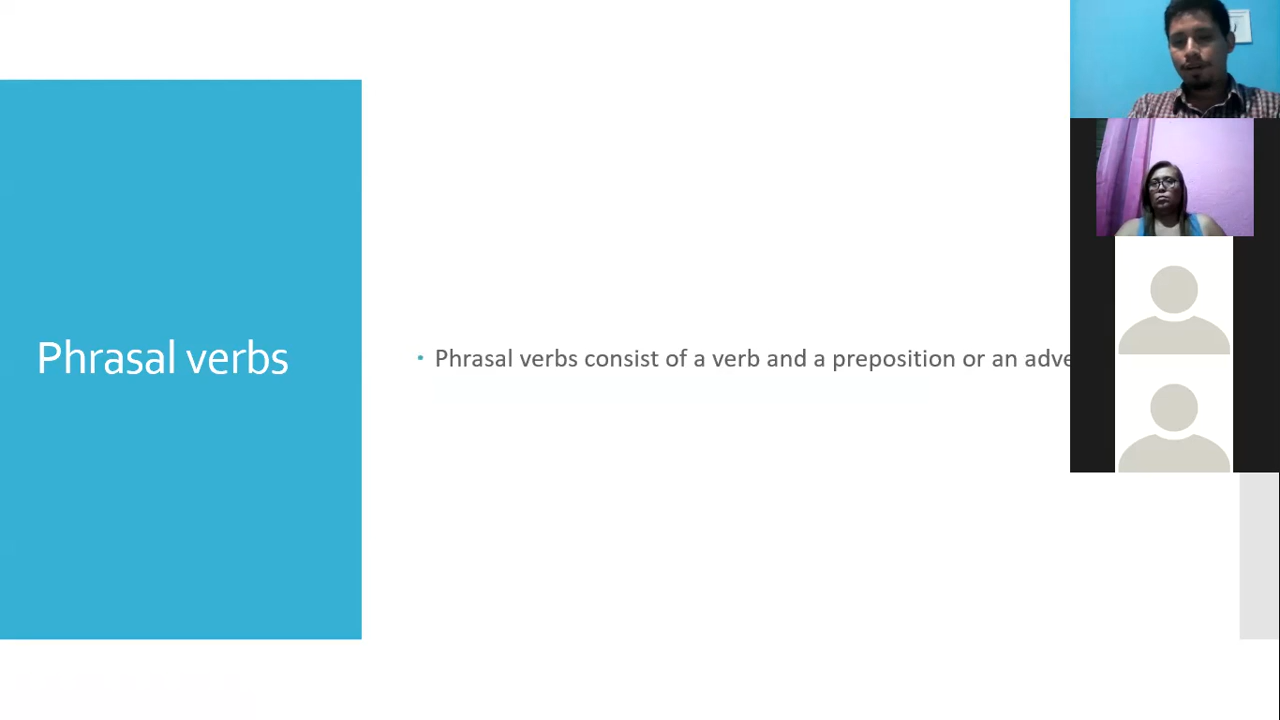 Phrasal verbs
• Phrasal verbs consist of a verb and a preposition or an adve